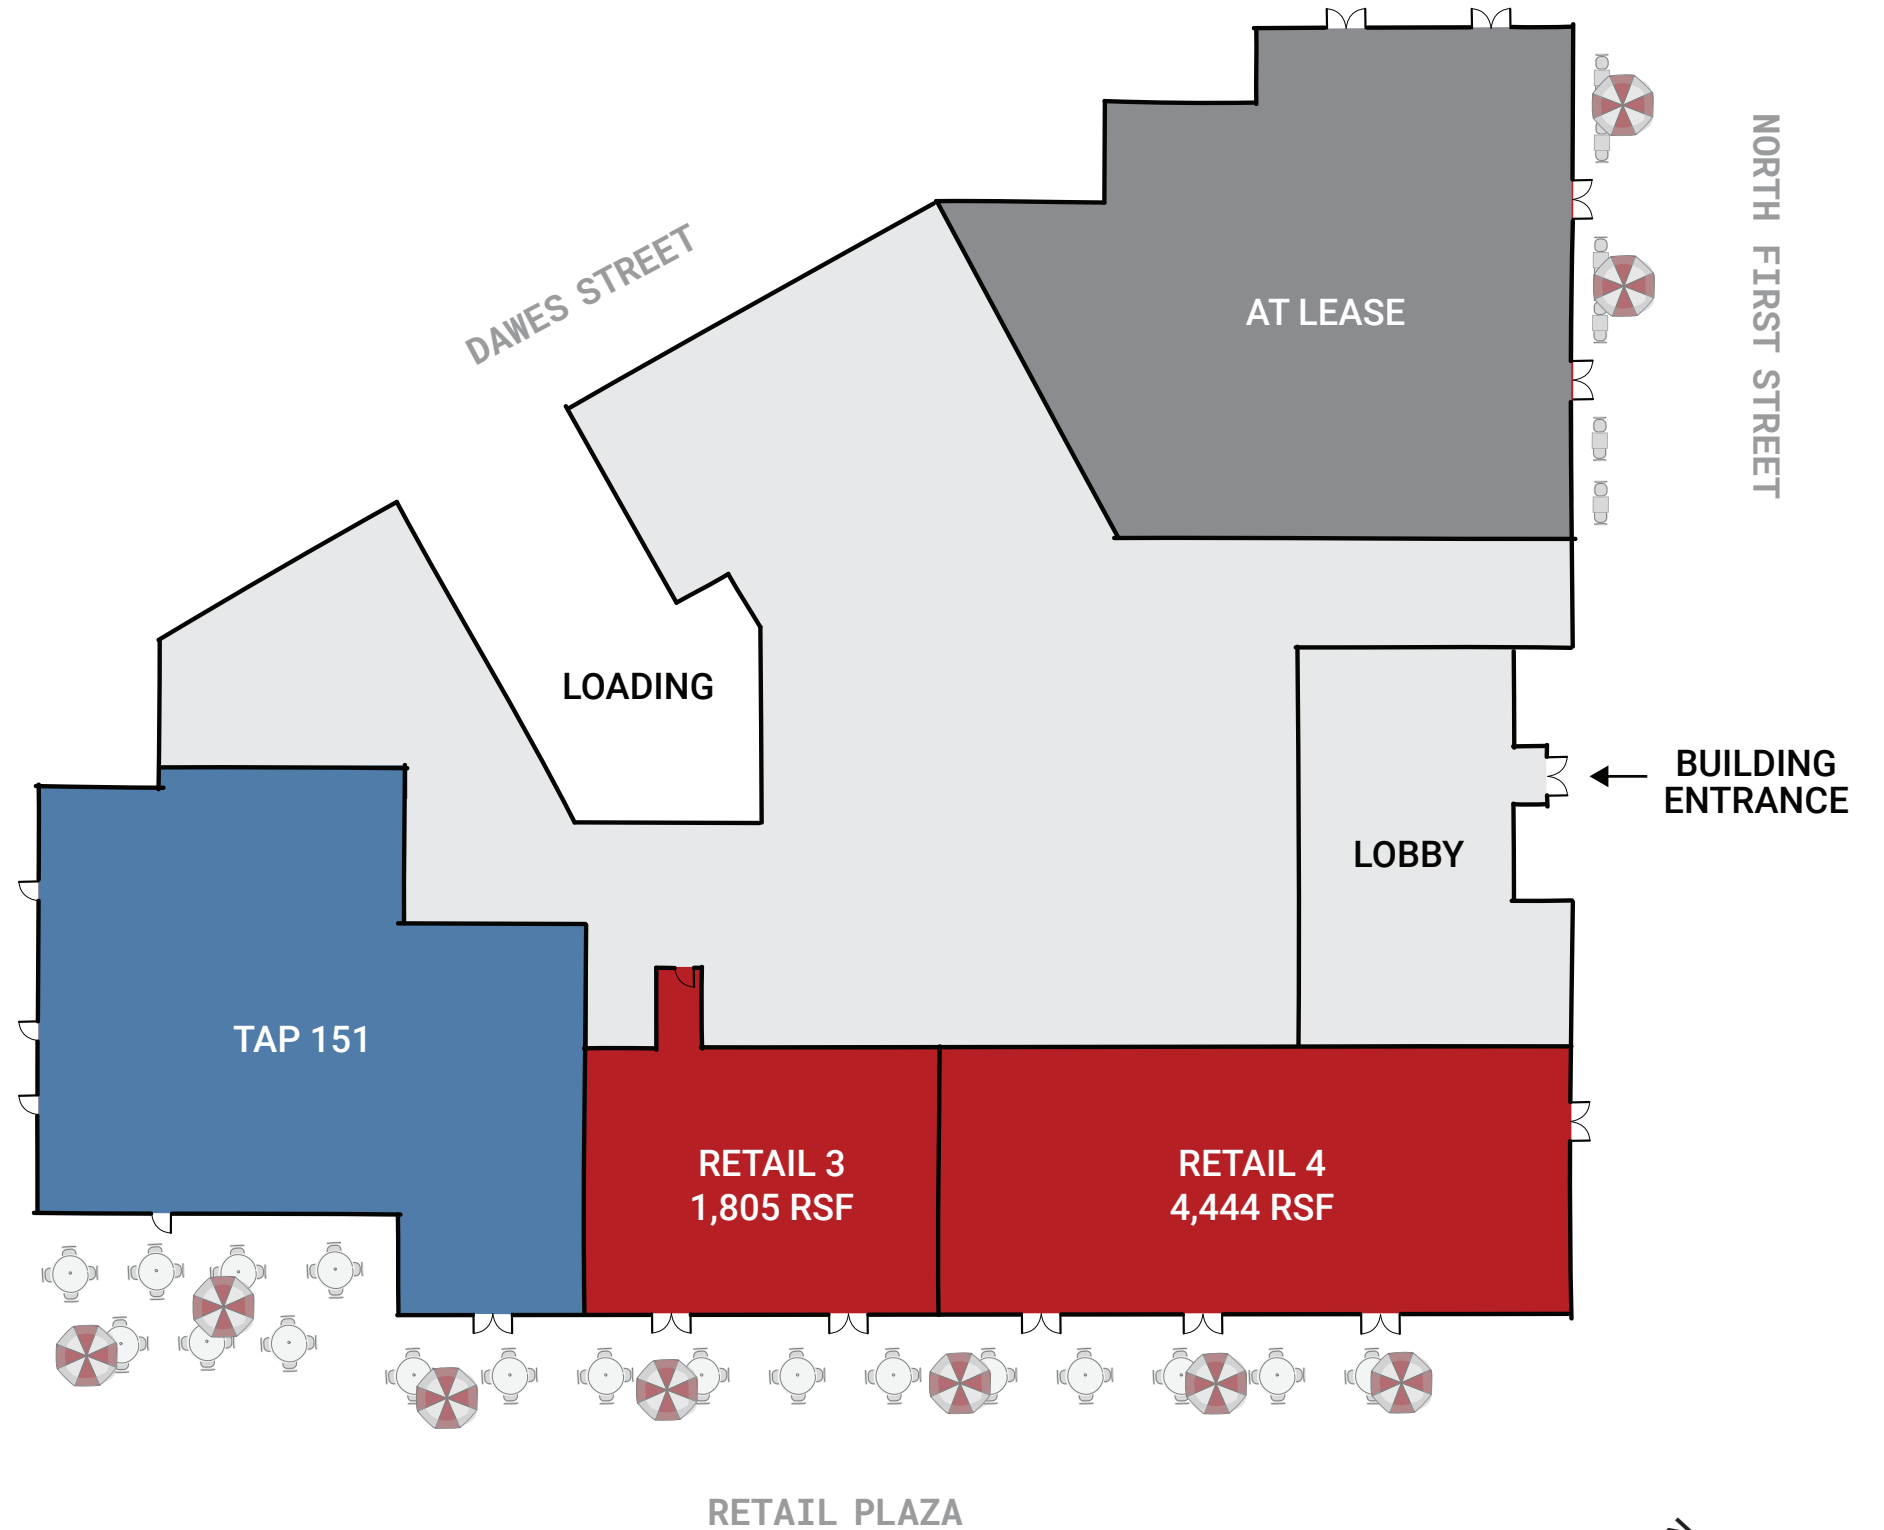 NORTH FIRST STREET
DAWES STREET
AT LEASE
LOADING
BUILDING
ENTRANCE
LOBBY
TAP 151
RETAIL 3
1,805 RSF
RETAIL 4
4,444 RSF
RETAIL PLAZA